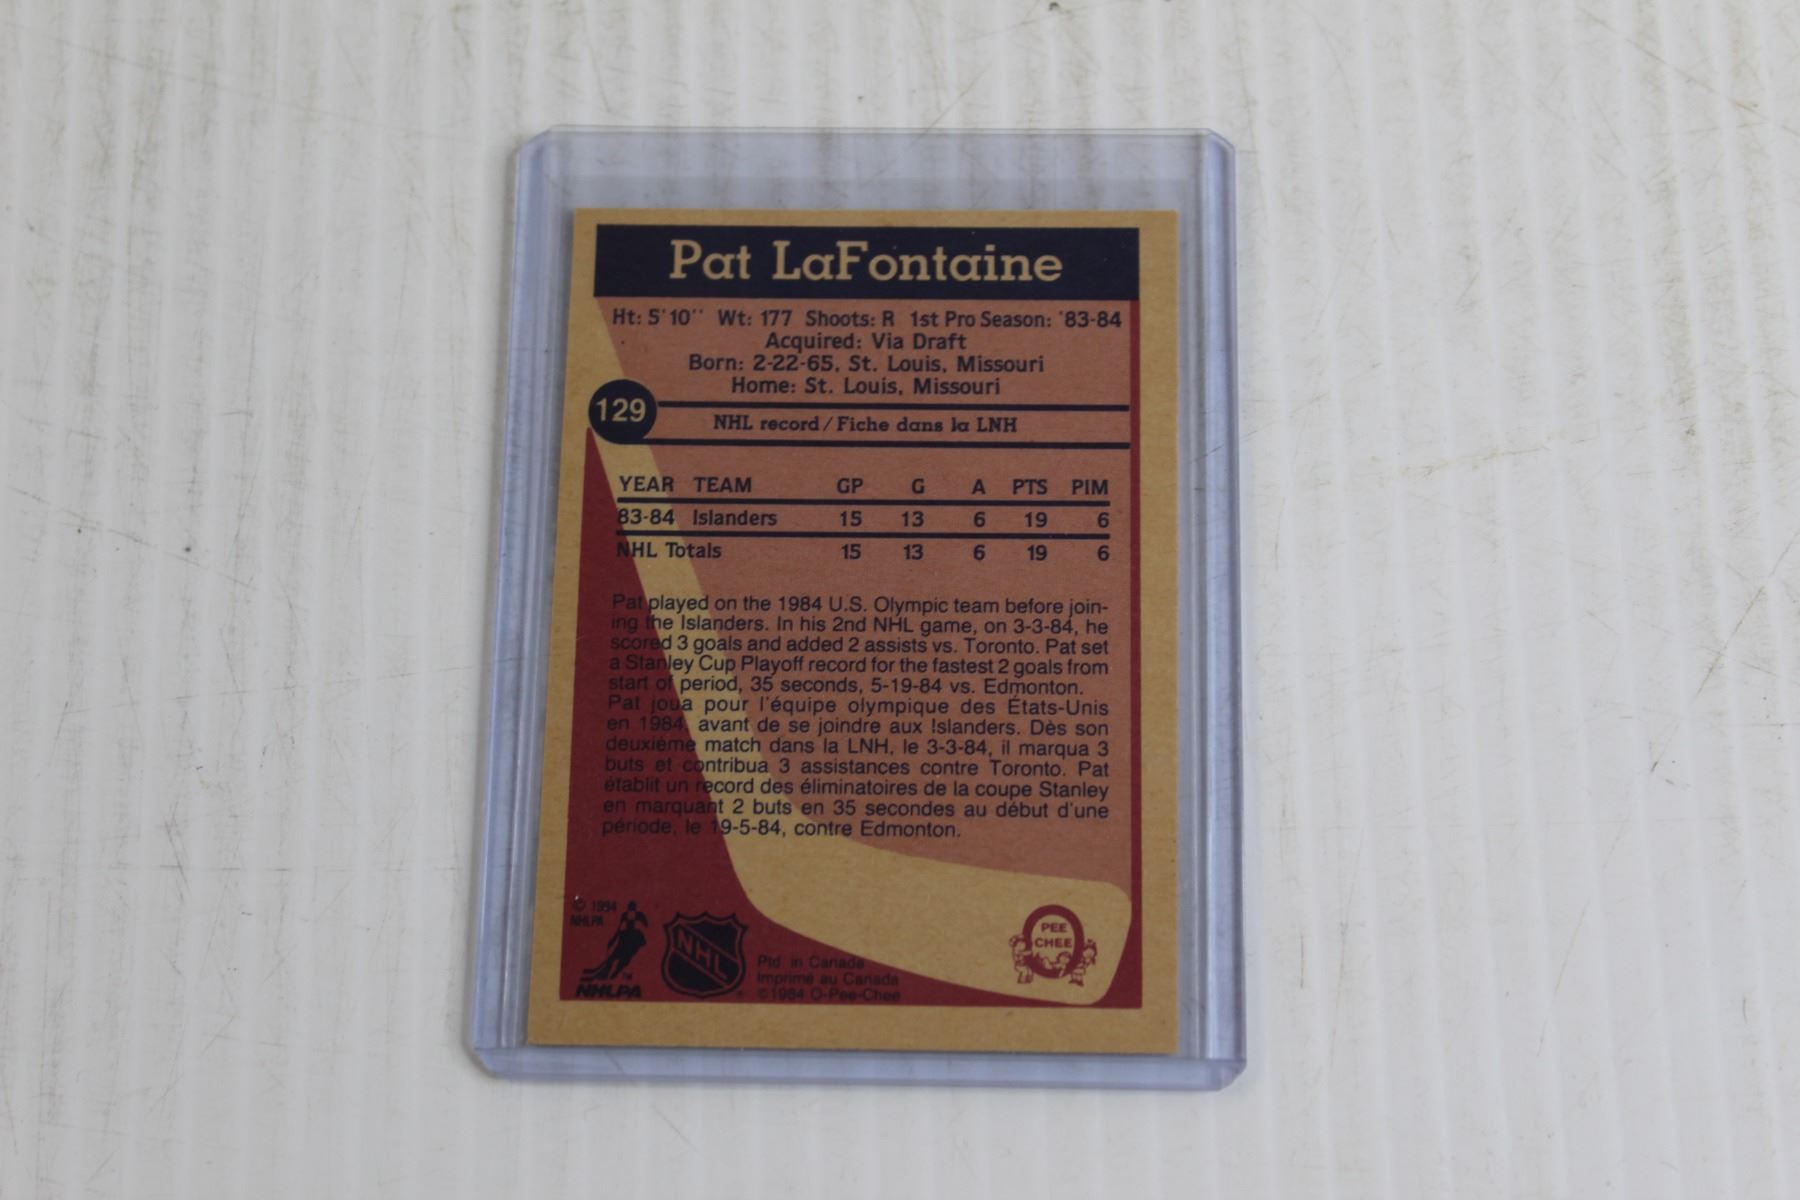 Pat LaFontaine
Ht: 5'10'' Wt: 177 Shoots: R 1st Pro Season: '83-84
Acquired: Via Draft
Born: 2-22-65, St. Louis, Missouri
Home: St. Louis, Missouri
129
NHL record/Fiche dans la LNH
YEAR TEAM GP G A PTS PIM
83-84 Islanders 15 13 6 19 6
NHL Totals 15 13 6 19 6
Pat played on the 1984 U.S. Olympic team before join-
ing the Islanders. In his 2nd NHL game, on 3-3-84, he
scored 3 goals and added 2 assists vs. Toronto. Pat set
a Stanley Cup Playoff record for the fastest 2 goals from
start of period, 35 seconds, 5-19-84 vs. Edmonton.
Pat joua pour l'équipe olympique des États-Unis
en 1984, avant de se joindre aux Islanders. Dès son
deuxième match dans la LNH, le 3-3-84, il marqua 3
buts et contribua 3 assistances contre Toronto. Pat
établit un record des éliminatoires de la coupe Stanley
en marquant 2 buts en 35 secondes au début d'une
période, le 19-5-84, contre Edmonton.
© 1984
NHLPA
TM
NHLPA
NHL
Ptd. in Canada
Imprimé au Canada
©1984 O-Pee-Chee
PEE
CHEE